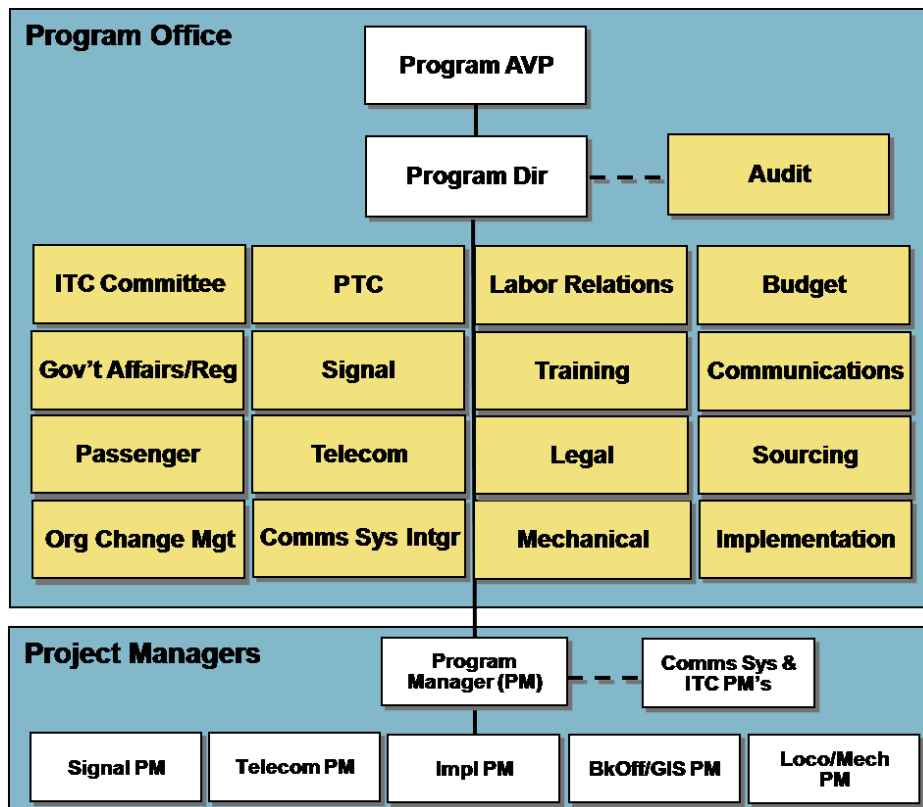 Program Office
Program AVP
Program Dir
Audit
ITC Committee
PTC
Labor Relations
Budget
Gov't Affairs/Reg
Signal
Training
Communications
Passenger
Telecom
Legal
Sourcing
Org Change Mgt
Comms Sys Intgr
Mechanical
Implementation
Project Managers
Program
Manager (PM)
Comms Sys &
ITC PM's
Signal PM
Telecom PM
Impl PM
BkOff/GIS PM
Loco/Mech
PM